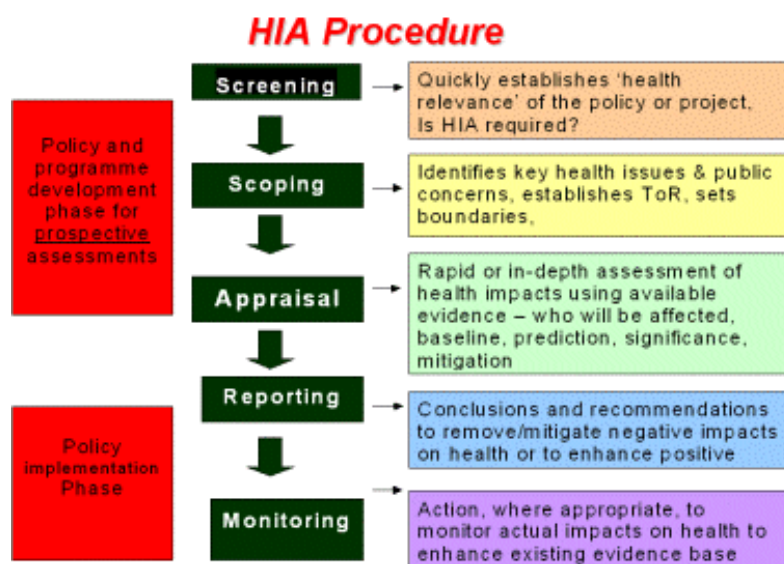 HIA Procedure
Screening
Quickly establishes ‘health
relevance’ of the policy or project.
Is HIA required?
Policy and
programme
development
phase for
prospective
assessments
Scoping
Identifies key health issues & public
concerns, establishes ToR, sets
boundaries,
Appraisal
Rapid or in-depth assessment of
health impacts using available
evidence – who will be affected,
baseline, prediction, significance,
mitigation
Reporting
Conclusions and recommendations
to remove/mitigate negative impacts
on health or to enhance positive
Policy
implementation
Phase
Monitoring
Action, where appropriate, to
monitor actual impacts on health to
enhance existing evidence base